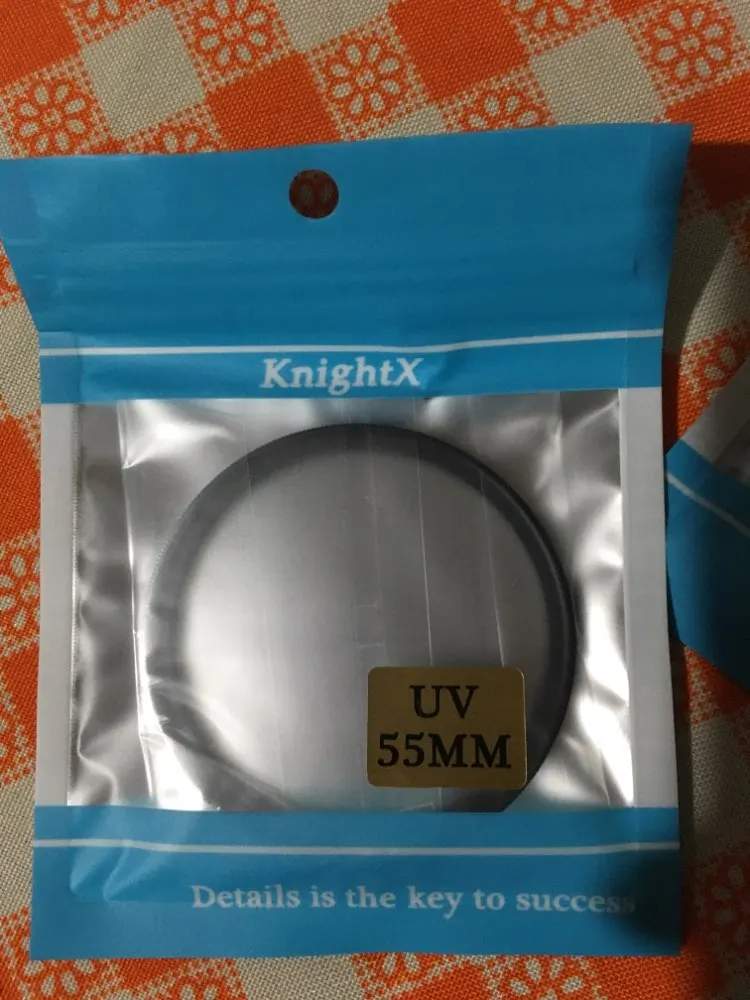 KnightX
UV
55MM
Details is the key to success